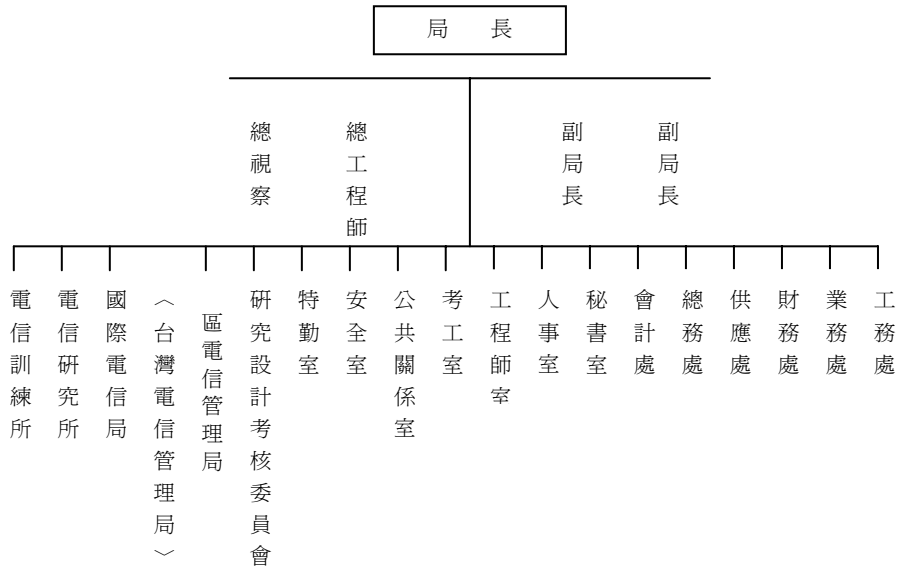 局 長
副局長
副局長
總工程師
總視察
工務處
業務處
財務處
供應處
總務處
會計處
秘書室
人事室
工程師室
考工室
公共關係室
安全室
特勤室
研究設計考核委員會
區電信管理局
〈台灣電信管理局〉
國際電信局
電信研究所
電信訓練所